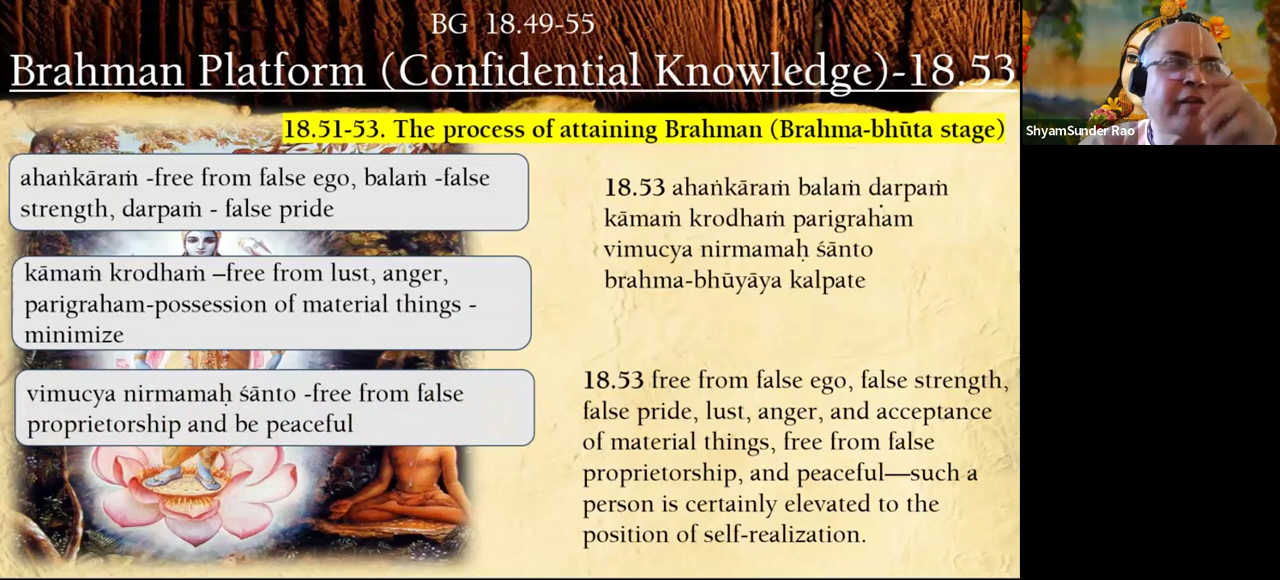 BG 18.49-55
Brahman Platform (Confidential Knowledge)-18.53
18.51-53. The process of attaining Brahman (Brahma-bhūta stage)
ahaṅkāraṁ -free from false ego, balaṁ -false
strength, darpaṁ - false pride
kāmaṁ krodhaṁ –free from lust, anger,
parigraham-possession of material things -
minimize
vimucya nirmamaḥ śānto -free from false
proprietorship and be peaceful
18.53 ahaṅkāraṁ balaṁ darpaṁ
kāmaṁ krodhaṁ parigraham
vimucya nirmamaḥ śānto
brahma-bhūyāya kalpate
18.53 free from false ego, false strength,
false pride, lust, anger, and acceptance
of material things, free from false
proprietorship, and peaceful—such a
person is certainly elevated to the
position of self-realization.
ShyamSunder Rao